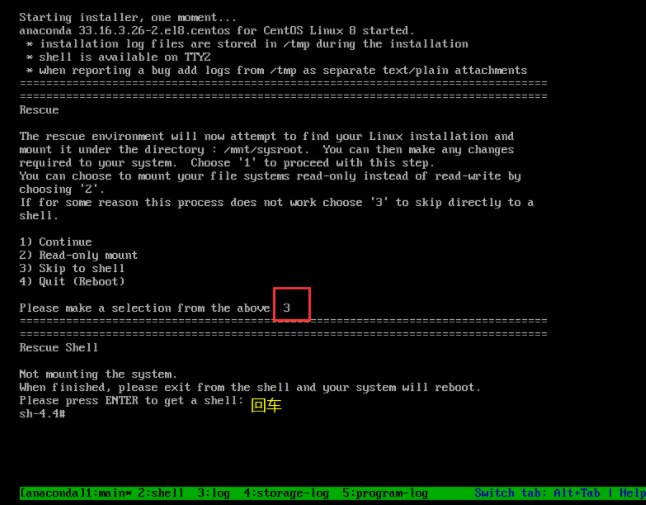 Starting installer, one moment...
anaconda 33.16.3.26-2.el8.centos for CentOS Linux 8 started.
* installation log files are stored in /tmp during the installation
* shell is available on TTY2
* when reporting a bug add logs from /tmp as separate text/plain attachments
================================================================================
================================================================================
Rescue
The rescue environment will now attempt to find your Linux installation and
mount it under the directory : /mnt/sysroot.  You can then make any changes
required to your system.  Choose '1' to proceed with this step.
You can choose to mount your file systems read-only instead of read-write by
choosing '2'.
If for some reason this process does not work choose '3' to skip directly to a
shell.
1) Continue
2) Read-only mount
3) Skip to shell
4) Quit (Reboot)
Please make a selection from the above  3
================================================================================
================================================================================
Rescue Shell
Not mounting the system.
When finished, please exit from the shell and your system will reboot.
Please press ENTER to get a shell: 回车
sh-4.4#
[anaconda]1:main* 2:shell  3:log  4:storage-log  5:program-log Switch tab: Alt+Tab | Help